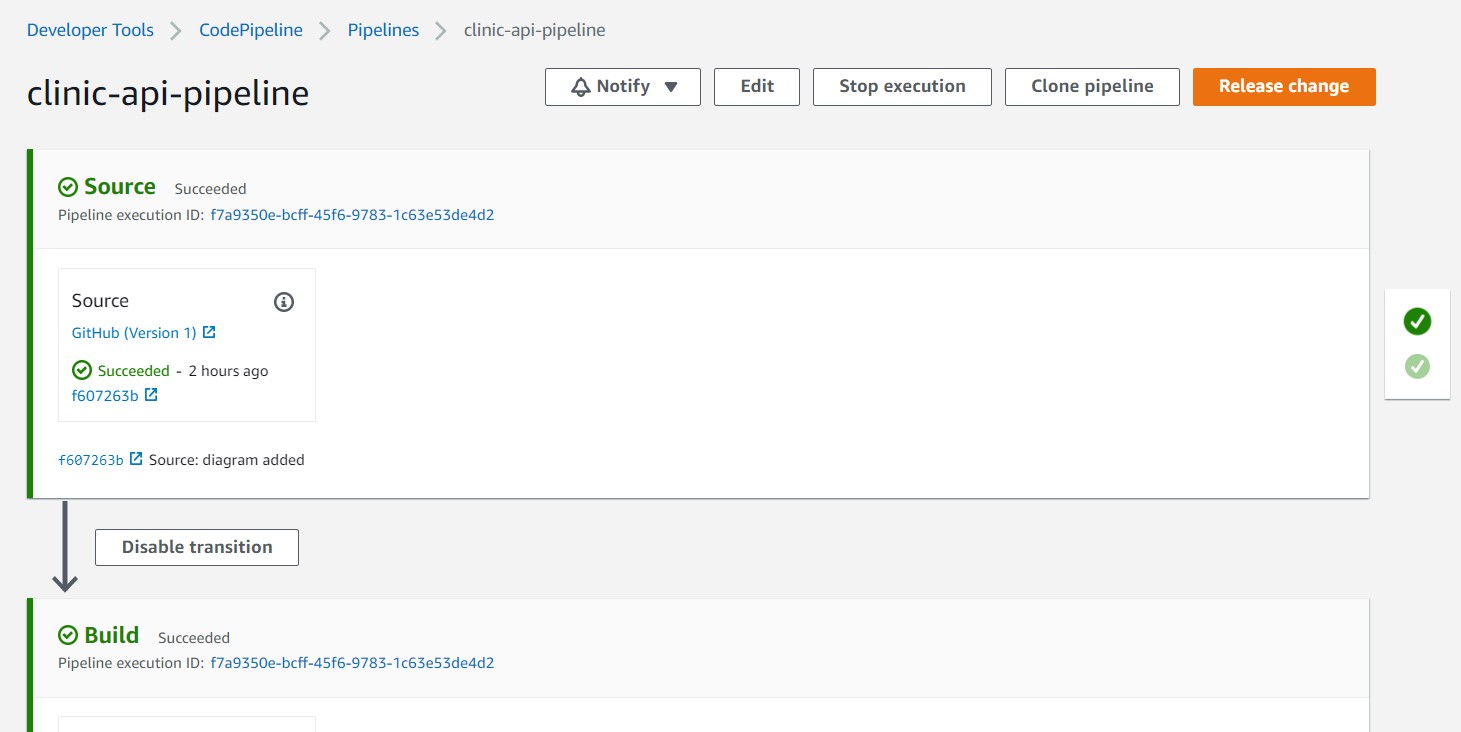 Developer Tools > CodePipeline > Pipelines > clinic-api-pipeline
clinic-api-pipeline
Notify ▼ Edit Stop execution Clone pipeline Release change
Source Succeeded
Pipeline execution ID: f7a9350e-bcff-45f6-9783-1c63e53de4d2
Source
GitHub (Version 1)
Succeeded - 2 hours ago
f607263b
f607263b Source: diagram added
Disable transition
Build Succeeded
Pipeline execution ID: f7a9350e-bcff-45f6-9783-1c63e53de4d2